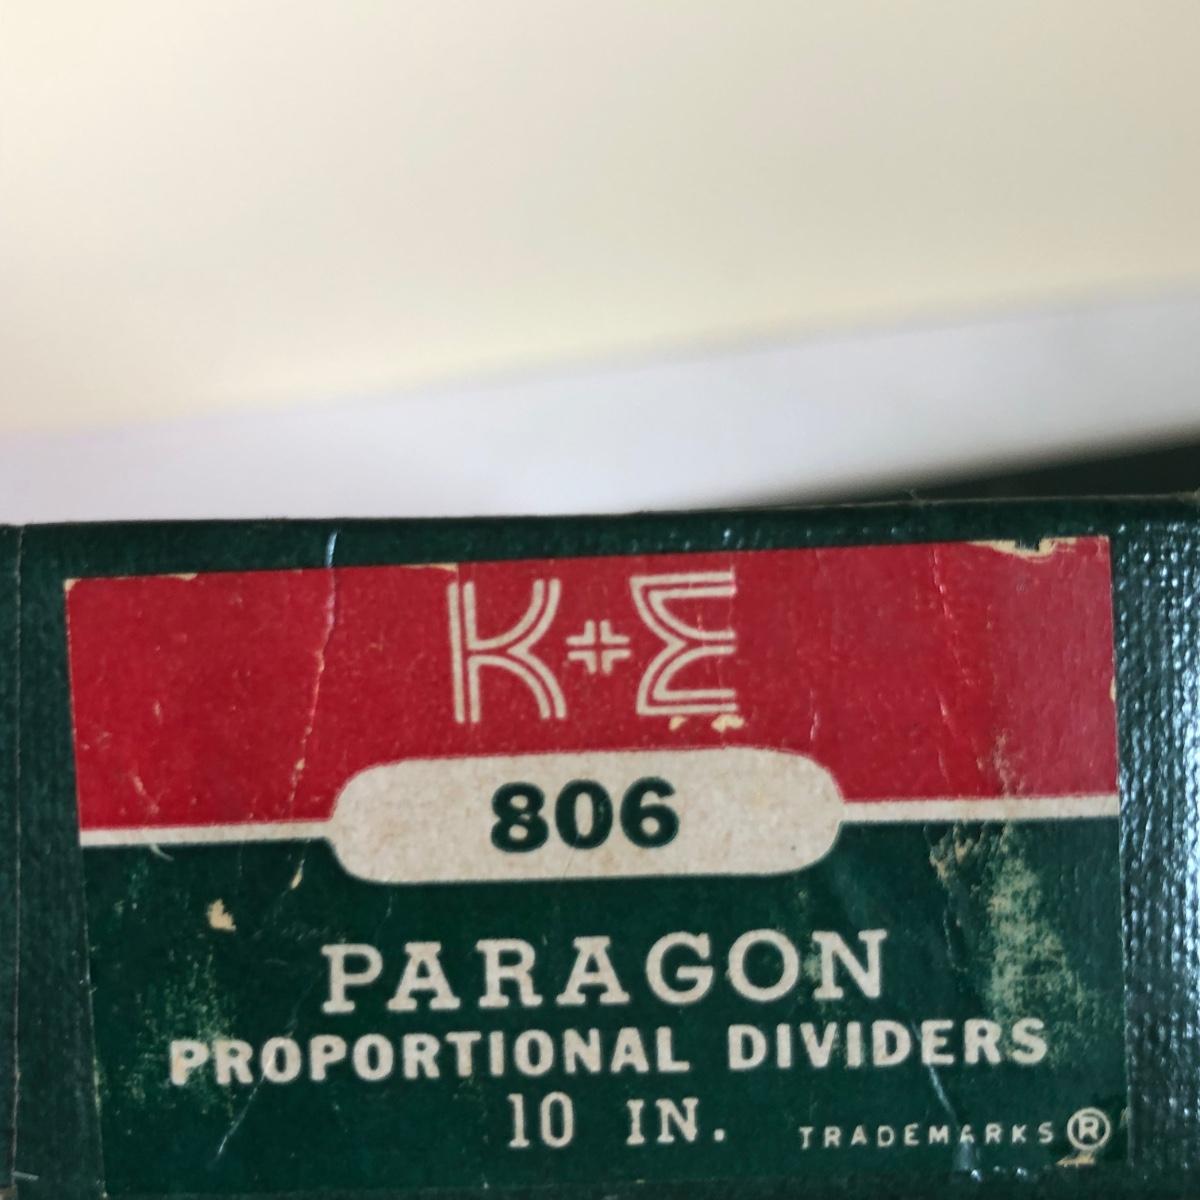 K+E
806
PARAGON
PROPORTIONAL DIVIDERS
10 IN.
TRADEMARKS®